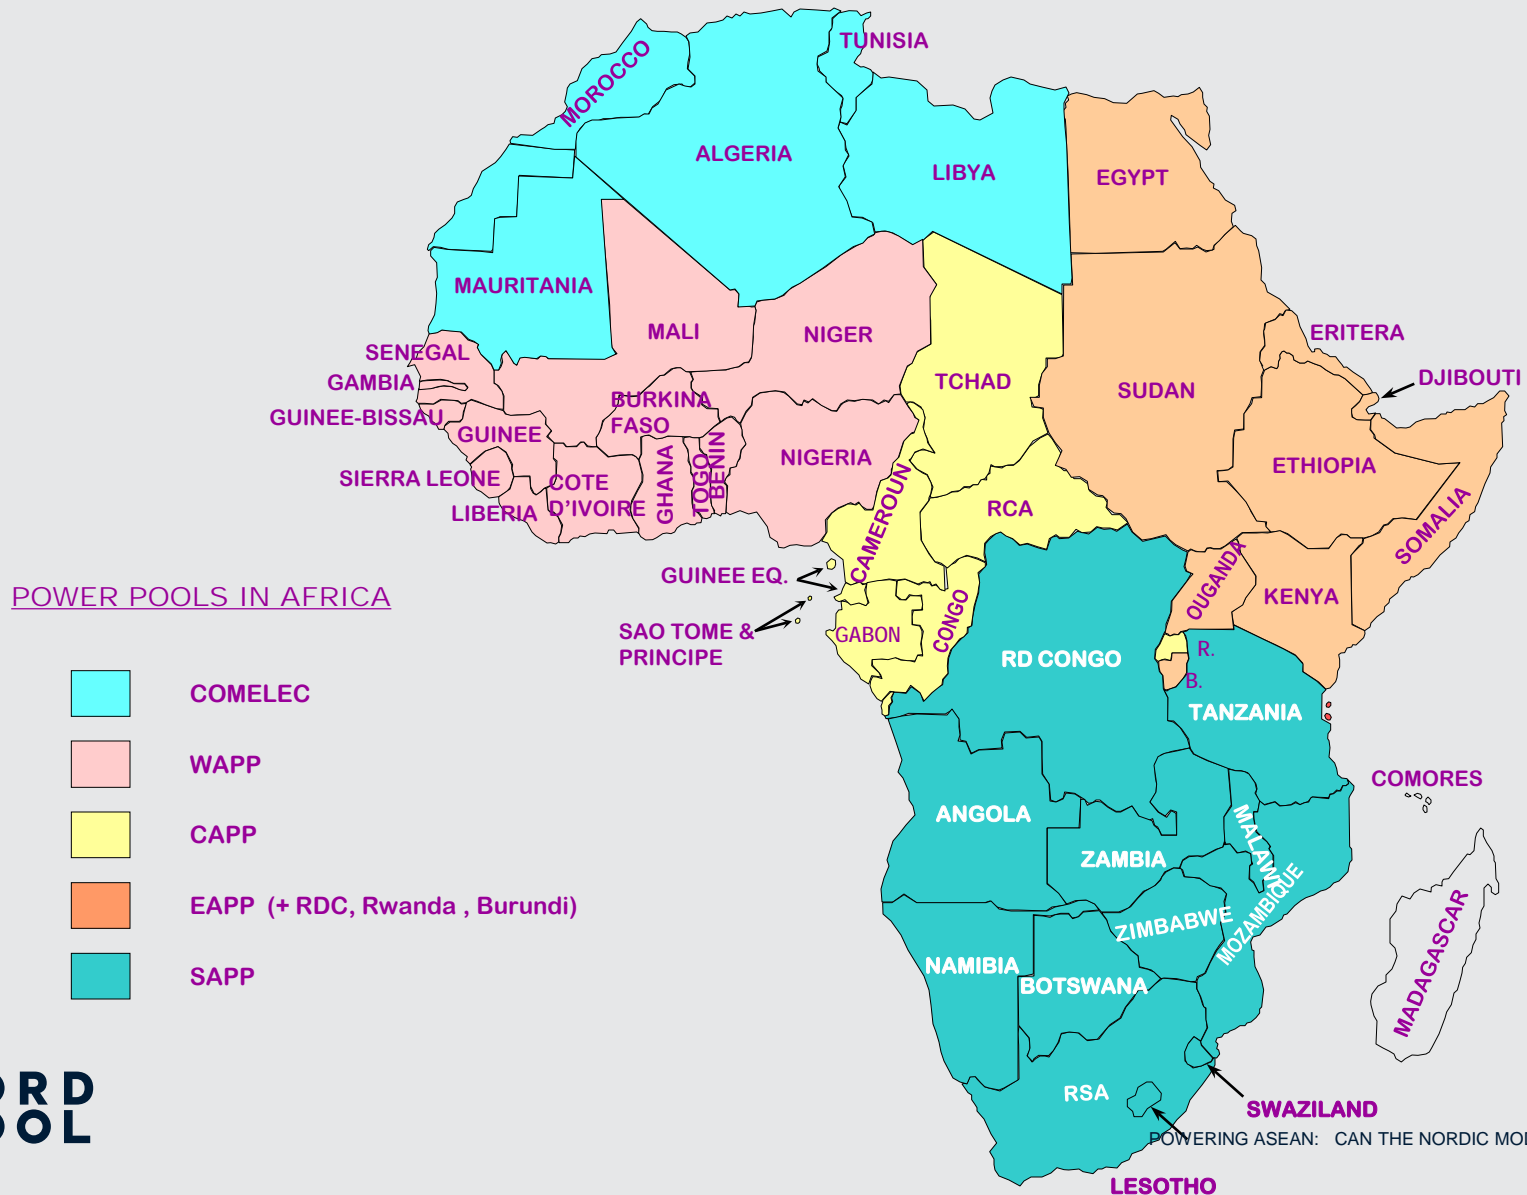 TUNISIA
MOROCCO
ALGERIA
LIBYA
EGYPT
MAURITANIA
MALI
NIGER
TCHAD
SUDAN
ERITERA
DJIBOUTI
SENEGAL
GAMBIA
GUINEE-BISSAU
GUINEE
SIERRA LEONE
LIBERIA
BURKINA
FASO
COTE
D'IVOIRE
GHANA
TOGO
BENIN
NIGERIA
CAMEROUN
RCA
ETHIOPIA
SOMALIA
GUINEE EQ.
SAO TOME &
PRINCIPE
GABON
CONGO
RD CONGO
OUGANDA
KENYA
R.
B.
TANZANIA
COMORES
ANGOLA
ZAMBIA
MALAWI
MOZAMBIQUE
ZIMBABWE
NAMIBIA
BOTSWANA
MADAGASCAR
RSA
SWAZILAND
LESOTHO
POWER POOLS IN AFRICA
COMELEC
WAPP
CAPP
EAPP (+ RDC, Rwanda , Burundi)
SAPP
ORD
OOL
POWERING ASEAN: CAN THE NORDIC MOD